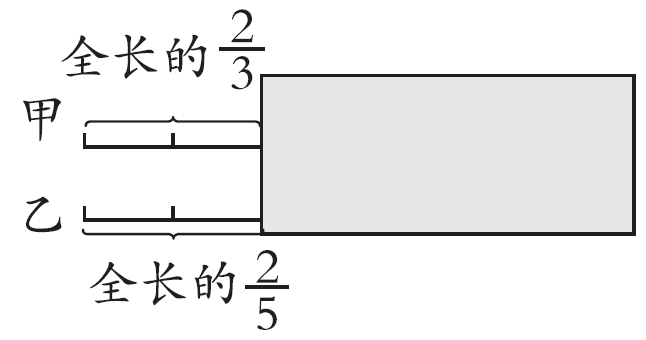 全长的 2/3
甲
乙
全长的 2/5